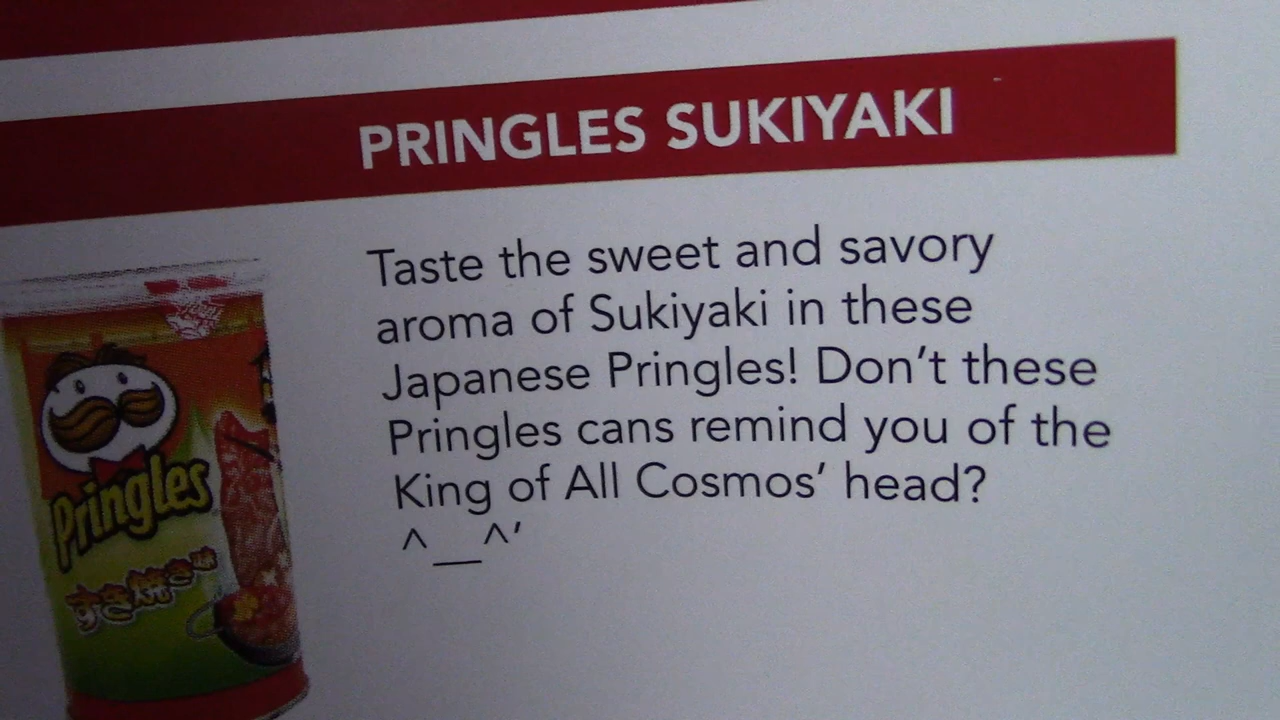 PRINGLES SUKIYAKI
Taste the sweet and savory
aroma of Sukiyaki in these
Japanese Pringles! Don't these
Pringles cans remind you of the
King of All Cosmos' head?
^__^'
Pringles
すき焼き味